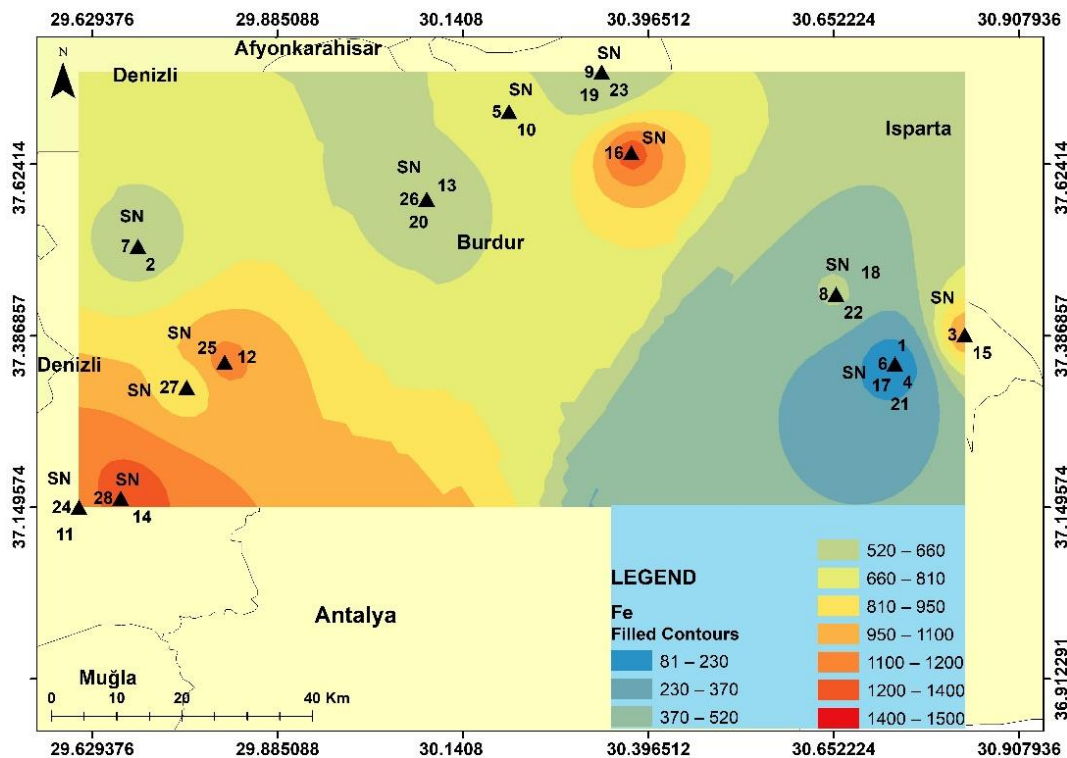 29.629376 29.885088 30.1408 30.396512 30.652224 30.907936
N
Afyonkarahisar
Denizli
SN
9 23
19
SN
5 10
Isparta
SN
16
37.62414 37.62414
SN
13
26
20
SN
7 2
Burdur
SN 18
8 22
SN
3 15
37.386857 37.386857
SN
25 12
Denizli
SN 27
1
6
SN 17 4
21
SN
24
11
SN
28 14
37.149574 37.149574
LEGEND
Fe
Filled Contours
81 – 230
230 – 370
370 – 520
520 – 660
660 – 810
810 – 950
950 – 1100
1100 – 1200
1200 – 1400
1400 – 1500
Antalya
Muğla
36.912291
0 10 20 40 Km
29.629376 29.885088 30.1408 30.396512 30.652224 30.907936